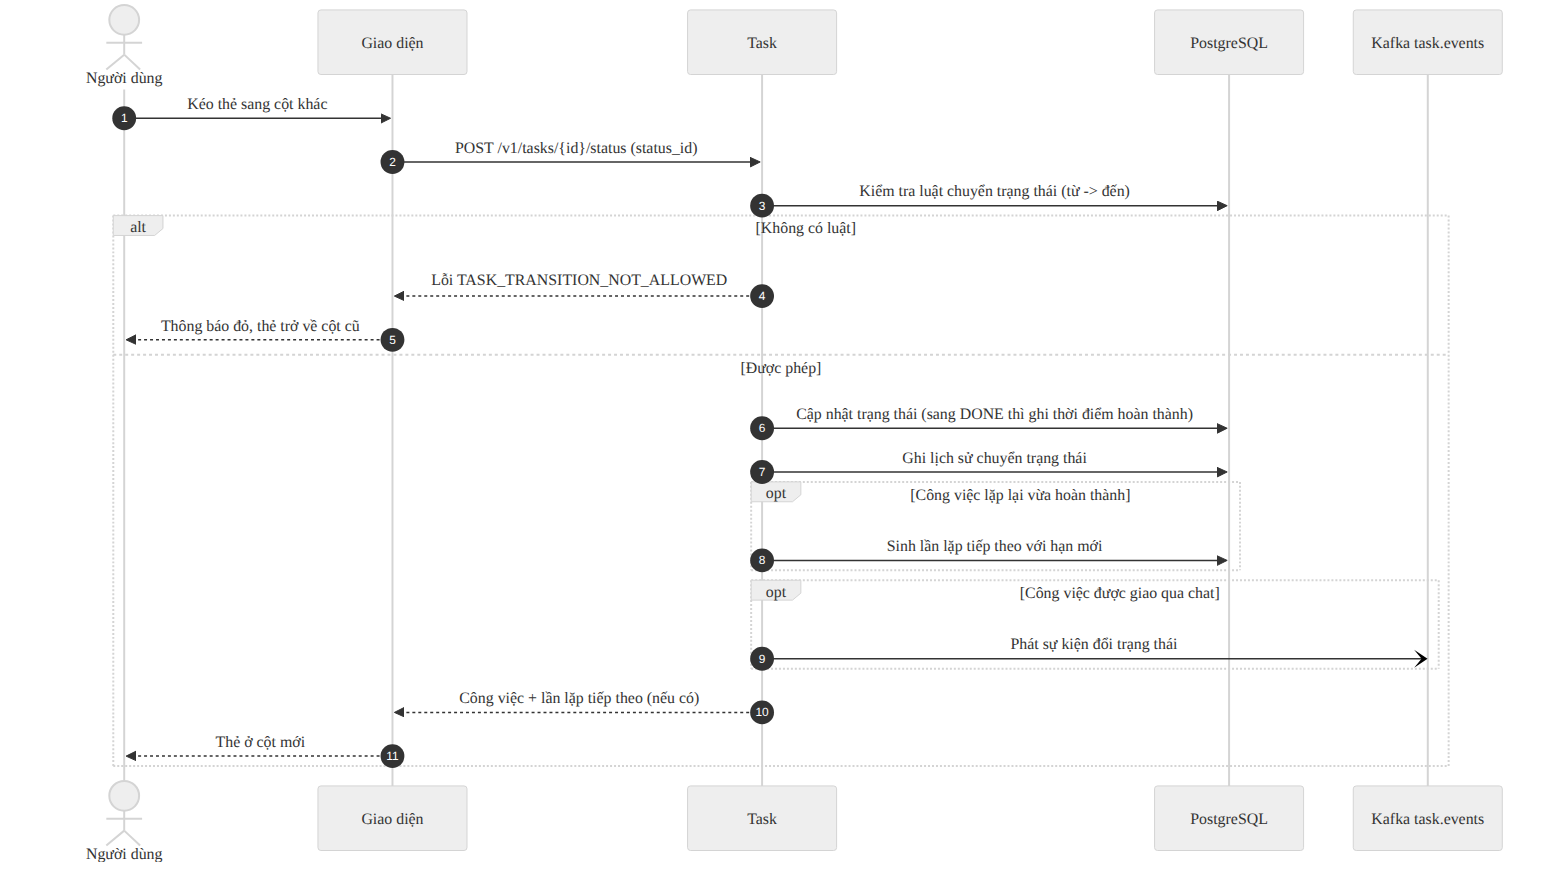 Người dùng
Giao diện
Task
PostgreSQL
Kafka task.events
Kéo thẻ sang cột khác
1
POST /v1/tasks/{id}/status (status_id)
2
Kiểm tra luật chuyển trạng thái (từ -> đến)
3
alt
[Không có luật]
Lỗi TASK_TRANSITION_NOT_ALLOWED
4
Thông báo đỏ, thẻ trở về cột cũ
5
[Được phép]
Cập nhật trạng thái (sang DONE thì ghi thời điểm hoàn thành)
6
Ghi lịch sử chuyển trạng thái
7
opt
[Công việc lặp lại vừa hoàn thành]
Sinh lần lặp tiếp theo với hạn mới
8
opt
[Công việc được giao qua chat]
Phát sự kiện đổi trạng thái
9
Công việc + lần lặp tiếp theo (nếu có)
10
Thẻ ở cột mới
11
Người dùng
Giao diện
Task
PostgreSQL
Kafka task.events